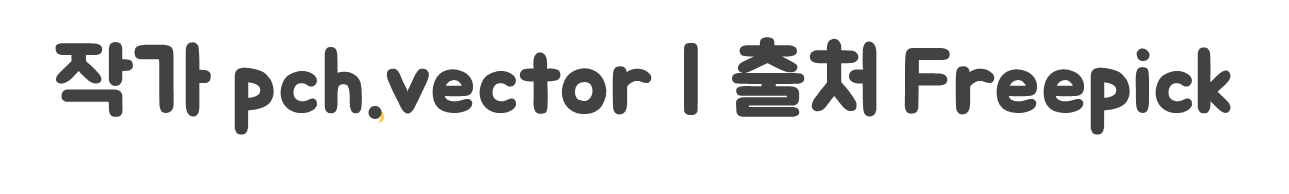 작가 pch.vector | 출처 Freepick